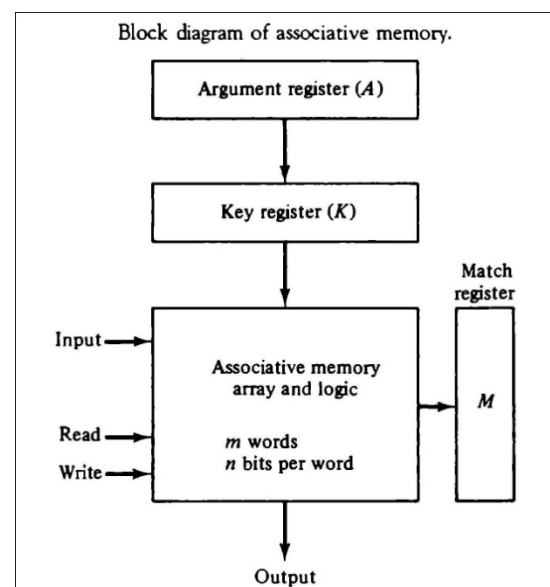 Block diagram of associative memory.
Argument register (A)
Key register (K)
Match
register
Input
Associative memory
array and logic
M
Read
m words
n bits per word
Write
Output